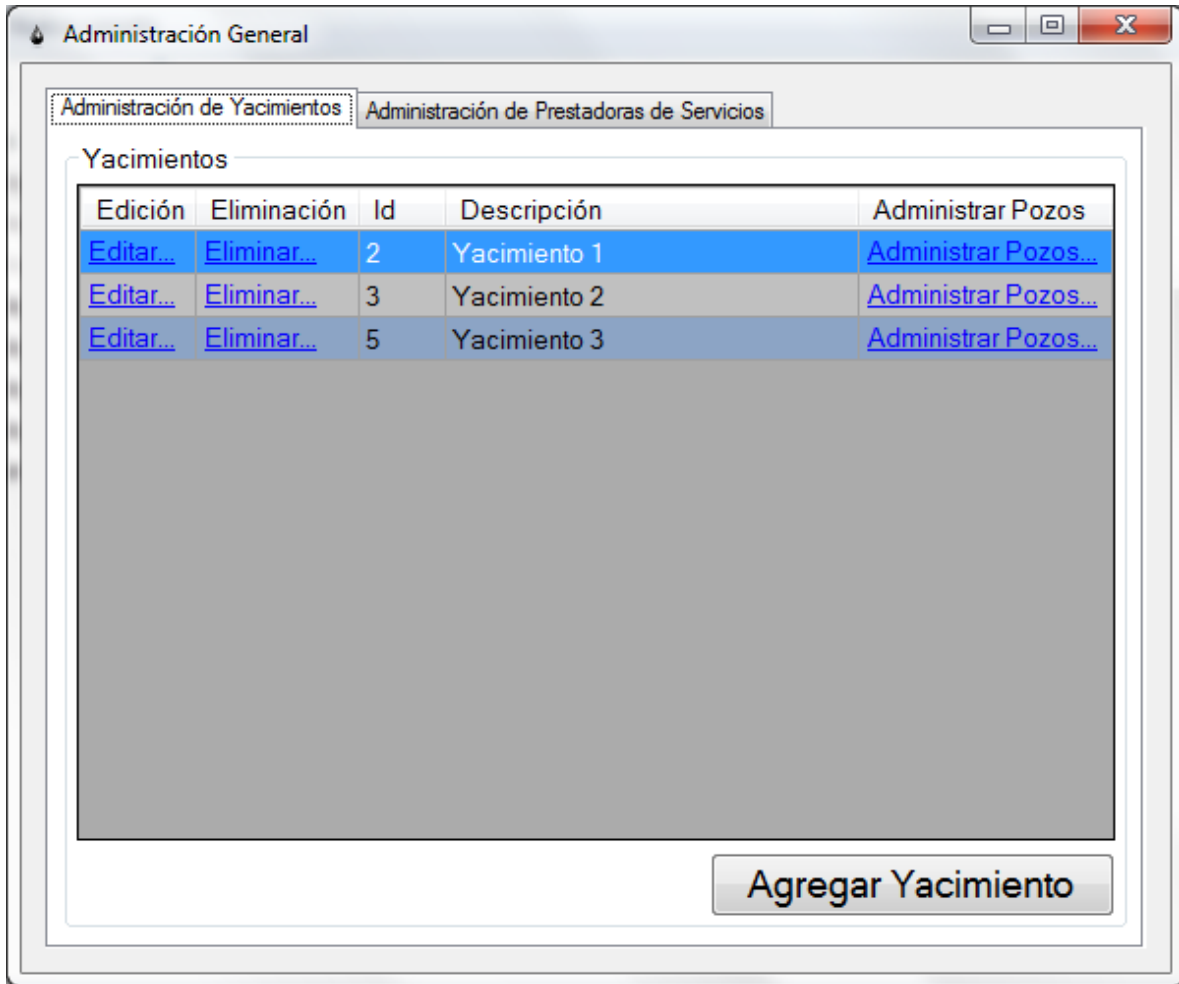 Administración General
Administración de Yacimientos Administración de Prestadoras de Servicios
Yacimientos
Edición Eliminación Id Descripción Administrar Pozos
Editar... Eliminar... 2 Yacimiento 1 Administrar Pozos...
Editar... Eliminar... 3 Yacimiento 2 Administrar Pozos...
Editar... Eliminar... 5 Yacimiento 3 Administrar Pozos...
Agregar Yacimiento